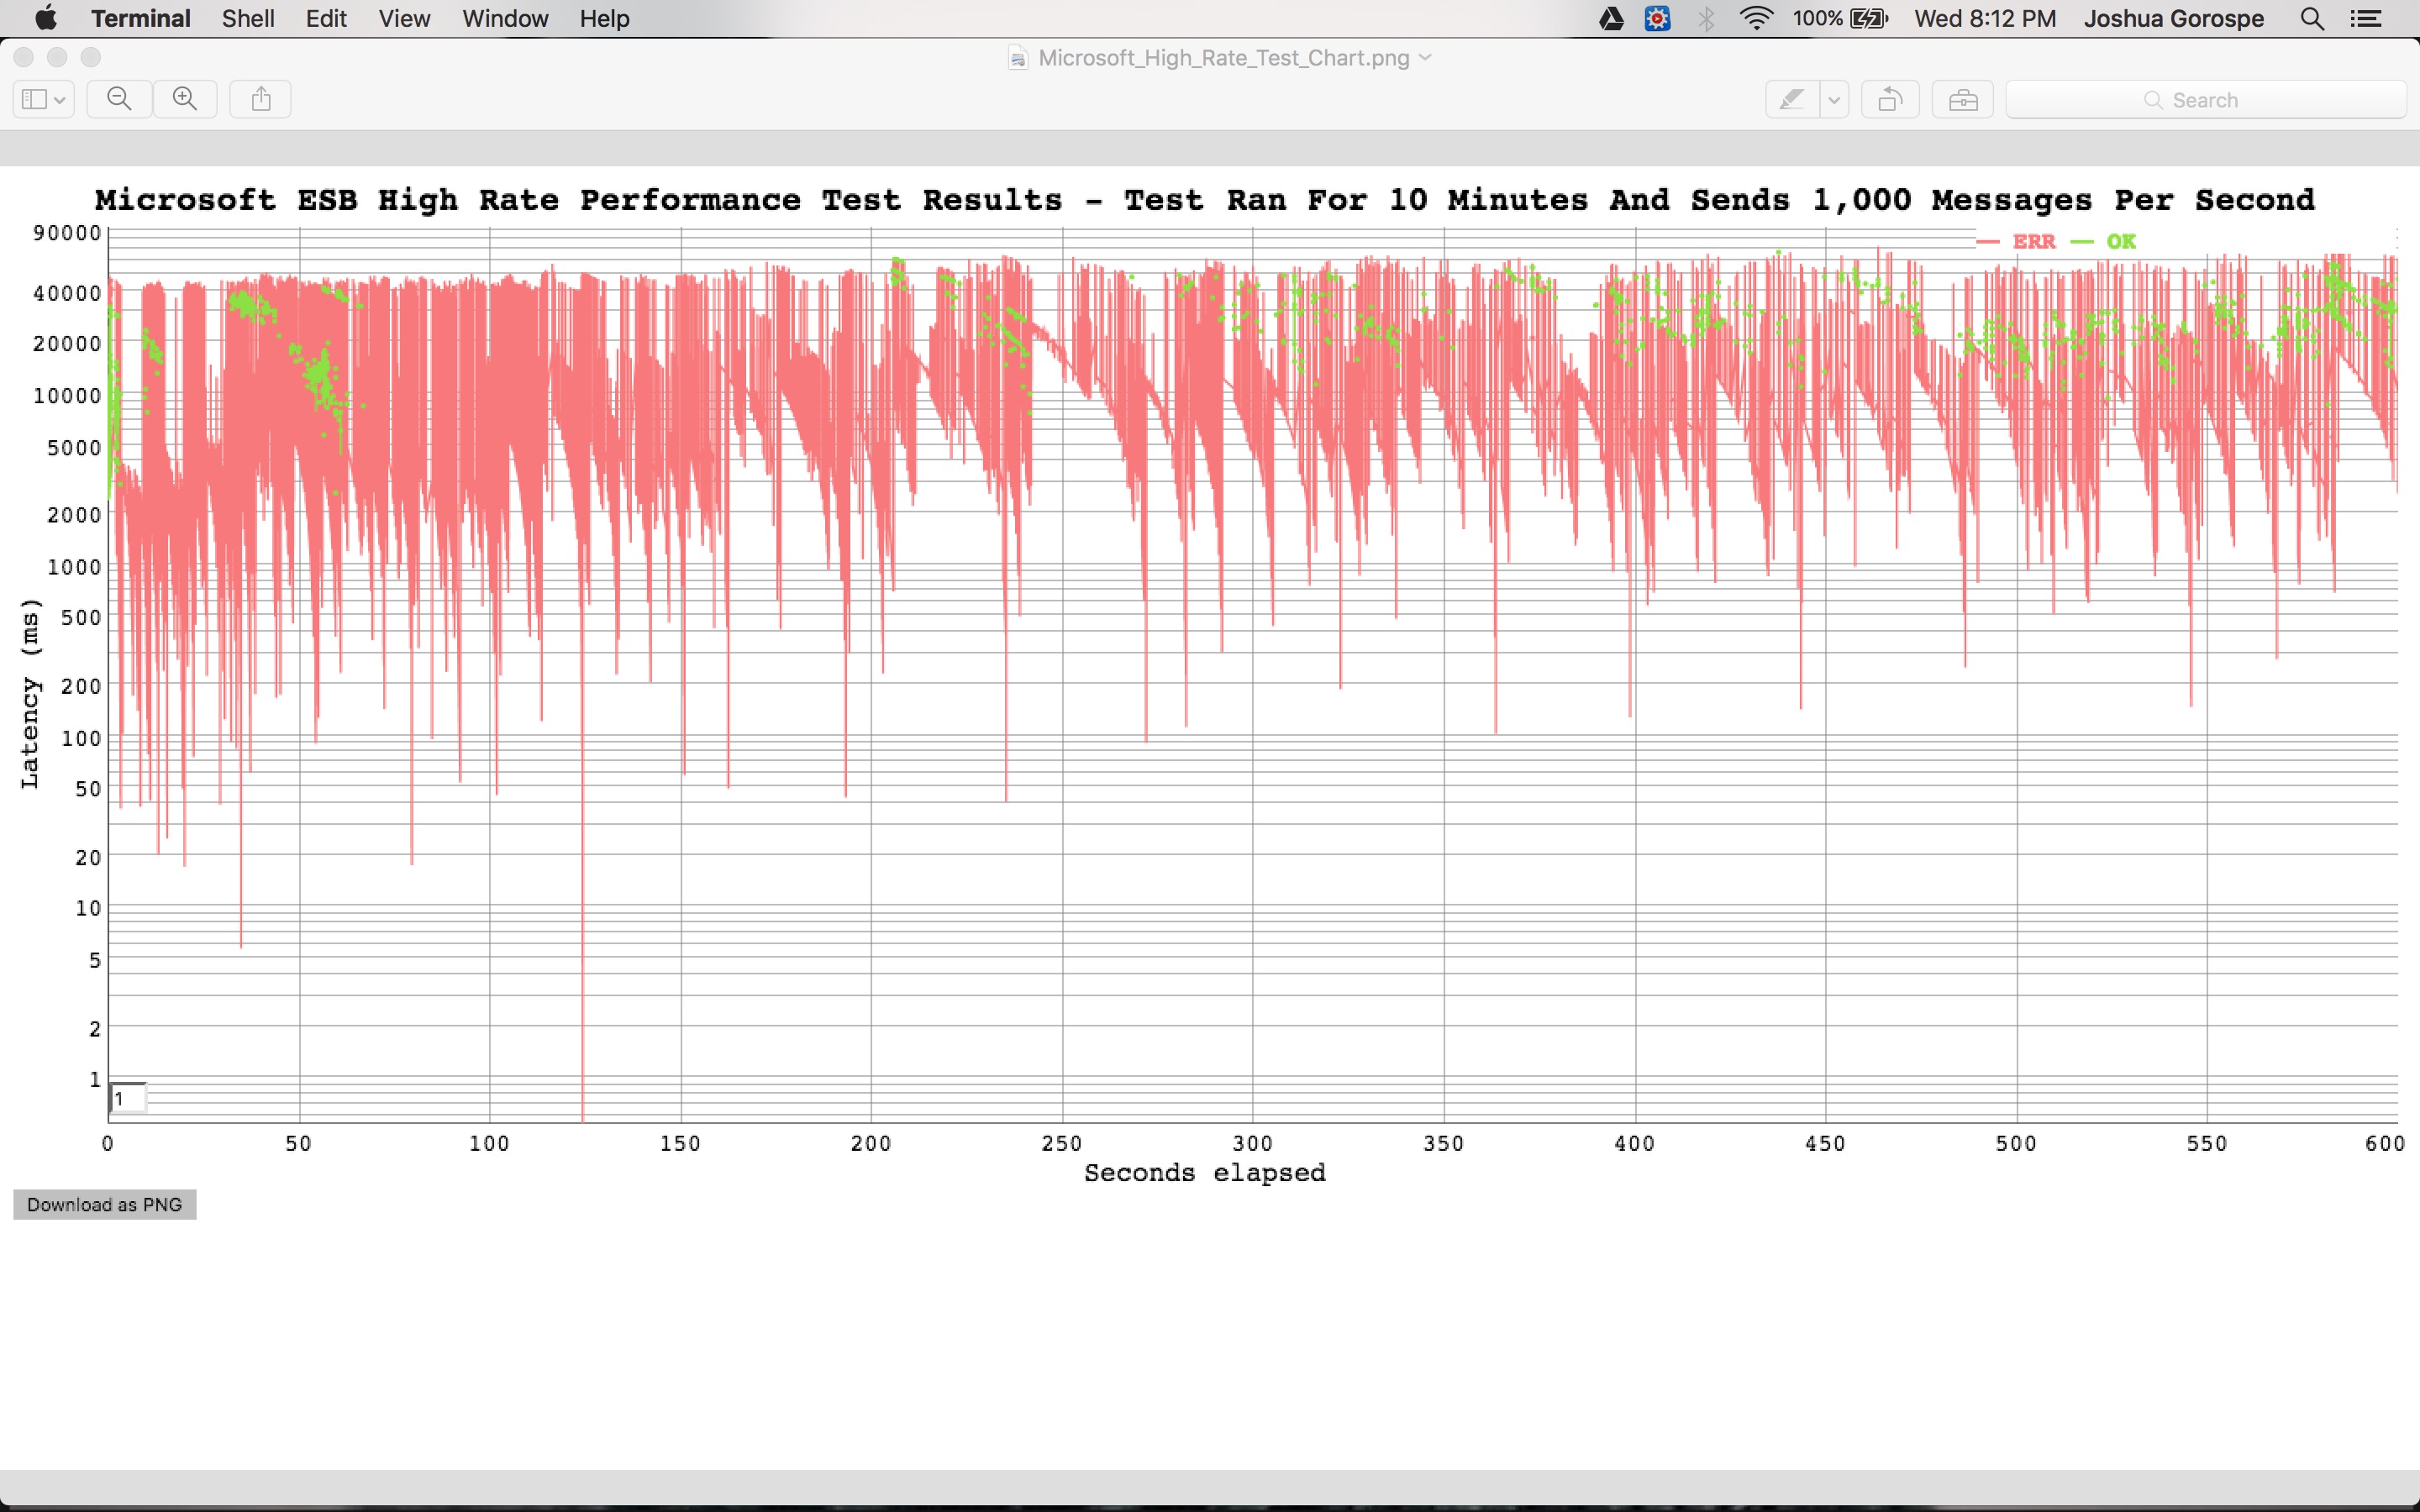 Terminal Shell Edit View Window Help 100% Wed 8:12 PM Joshua Gorospe
Microsoft_High_Rate_Test_Chart.png
Search
Microsoft ESB High Rate Performance Test Results - Test Ran For 10 Minutes And Sends 1,000 Messages Per Second
ERR OK
90000
40000
20000
10000
5000
2000
1000
500
200
100
50
20
10
5
2
1
Latency (ms)
1
0 50 100 150 200 250 300 350 400 450 500 550 600
Seconds elapsed
Download as PNG